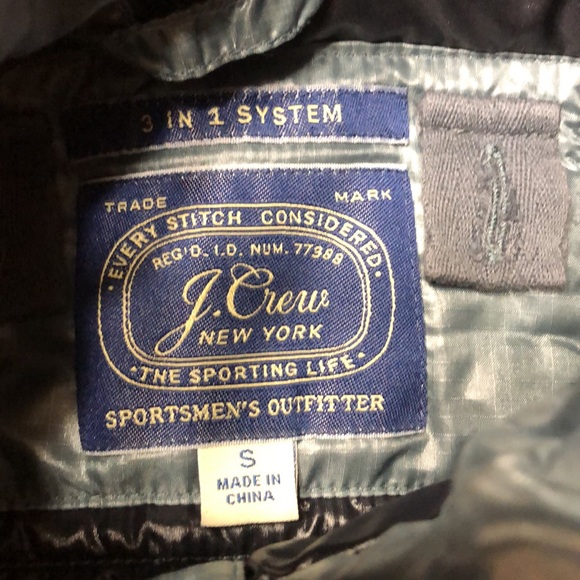 3 IN 1 SYSTEM
TRADE MARK
EVERY STITCH CONSIDERED
REG'D. I.D. NUM. 77388
J.Crew
NEW YORK
THE SPORTING LIFE
SPORTSMEN'S OUTFITTER
S
MADE IN
CHINA